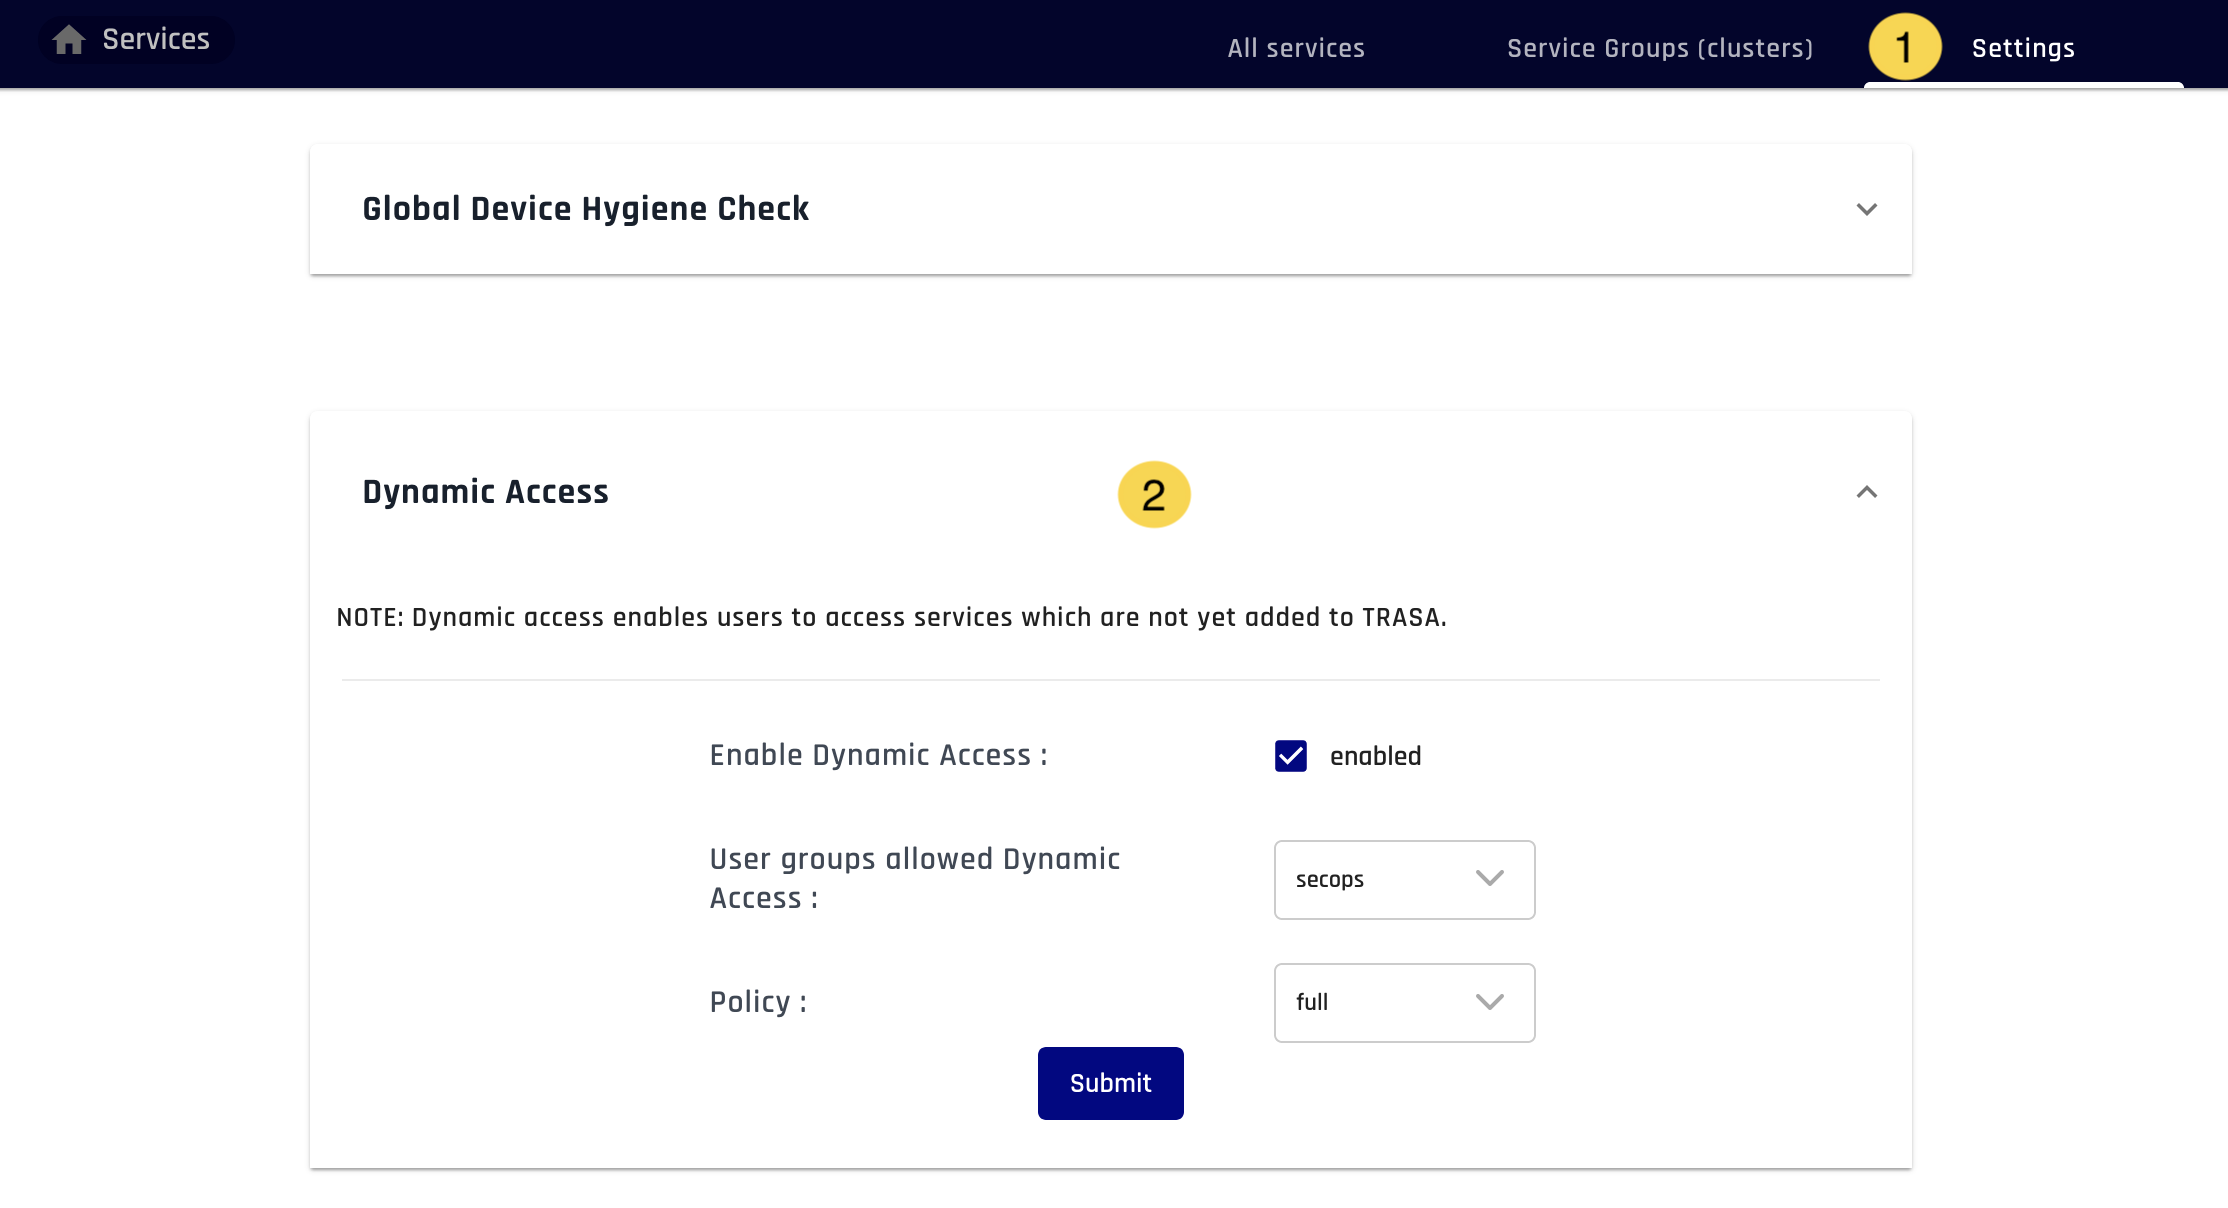 Services
All services
Service Groups (clusters)
1
Settings
Global Device Hygiene Check
Dynamic Access
2
NOTE: Dynamic access enables users to access services which are not yet added to TRASA.
Enable Dynamic Access :
enabled
User groups allowed Dynamic
Access :
secops
Policy :
full
Submit